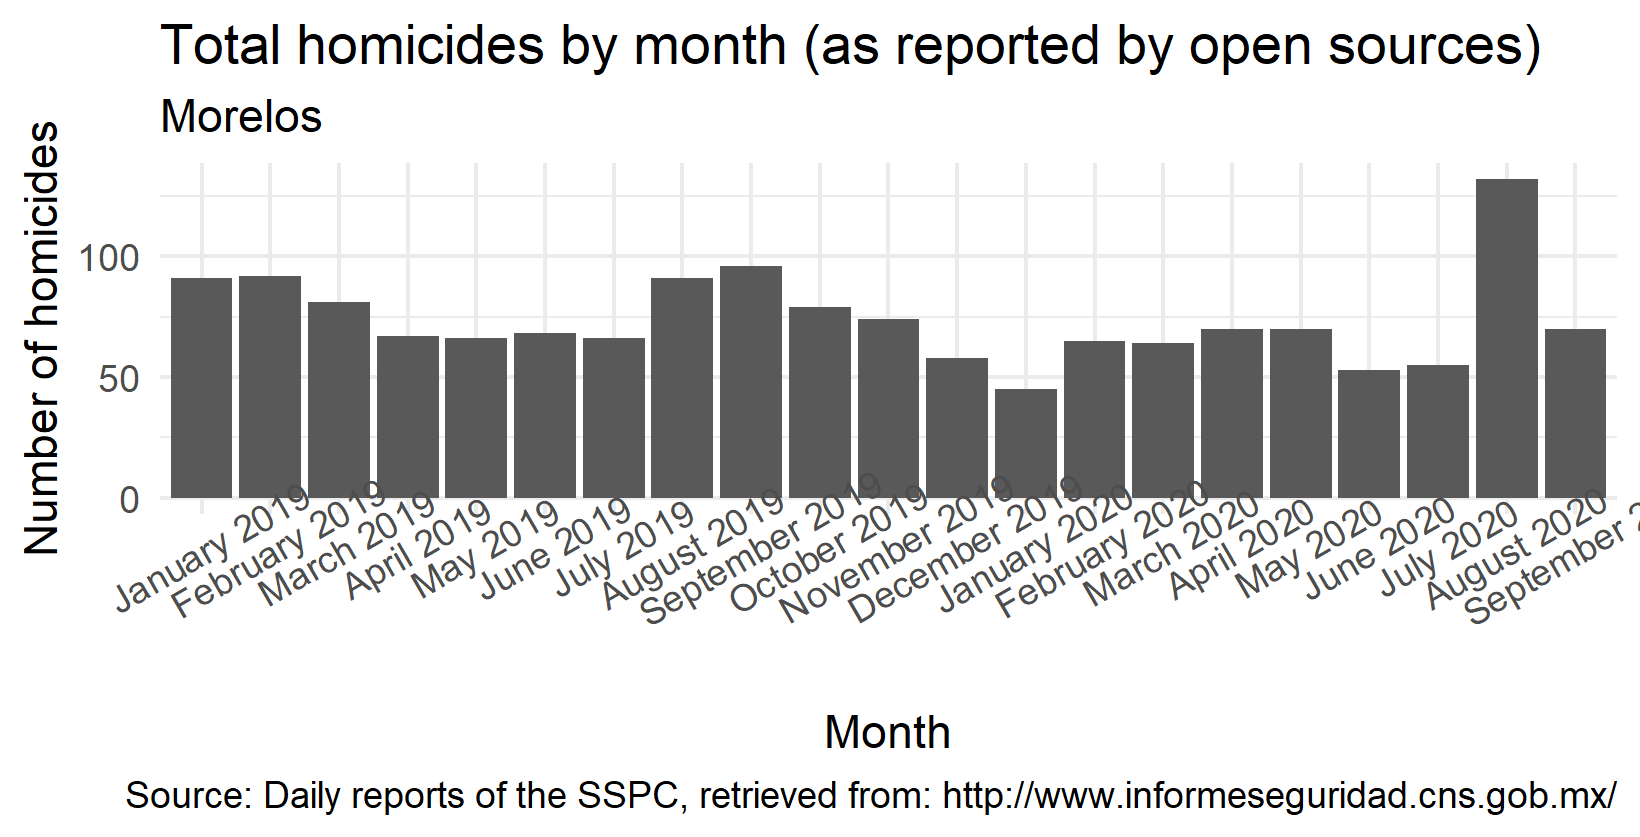 Total homicides by month (as reported by open sources)
Morelos
Number of homicides
100
50
0
January 2019
February 2019
March 2019
April 2019
May 2019
June 2019
July 2019
August 2019
September 2019
October 2019
November 2019
December 2019
January 2020
February 2020
March 2020
April 2020
May 2020
June 2020
July 2020
August 2020
September 2
Month
Source: Daily reports of the SSPC, retrieved from: http://www.informeseguridad.cns.gob.mx/